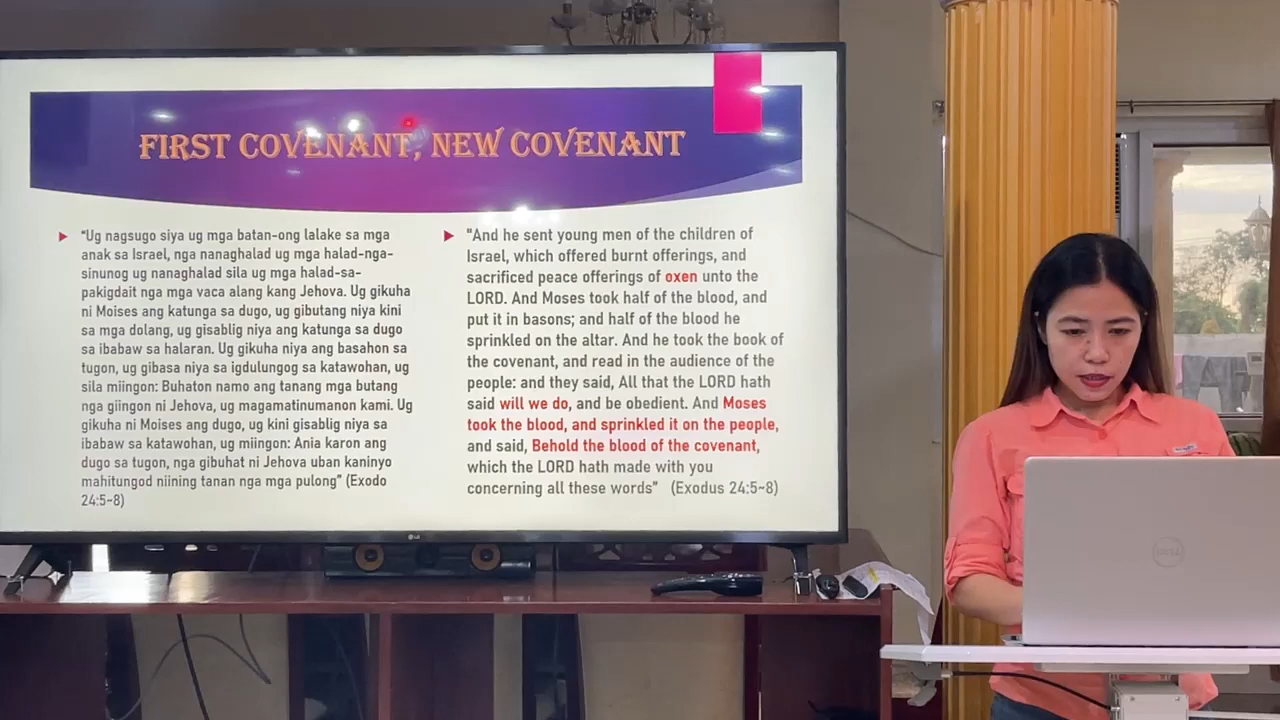 FIRST COVENANT, NEW COVENANT
"Ug nagsugo siya ug mga batan-ong lalake sa mga
anak sa Israel, nga nanaghalad ug mga halad-nga-
sinunog ug nanaghalad sila ug mga halad-sa-
pakigdait nga mga vaca alang kang Jehova. Ug gikuha
ni Moises ang katunga sa dugo, ug gibutang niya kini
sa mga dolang, ug gisablig niya ang katunga sa dugo
sa ibabaw sa halaran. Ug gikuha niya ang basahon sa
tugon, ug gibasa niya sa igdulungog sa katawohan, ug
sila miingon: Buhaton namo ang tanang mga butang
nga giingon ni Jehova, ug magamatinumanon kami. Ug
gikuha ni Moises ang dugo, ug kini gisablig niya sa
ibabaw sa katawohan, ug miingon: Ania karon ang
dugo sa tugon, nga gibuhat ni Jehova uban kaninyo
mahitungod niining tanan nga mga pulong" (Exodo
24:5~8)
"And he sent young men of the children of
Israel, which offered burnt offerings, and
sacrificed peace offerings of oxen unto the
LORD. And Moses took half of the blood, and
put it in basons; and half of the blood he
sprinkled on the altar. And he took the book of
the covenant, and read in the audience of the
people: and they said, All that the LORD hath
said will we do, and be obedient. And Moses
took the blood, and sprinkled it on the people,
and said, Behold the blood of the covenant,
which the LORD hath made with you
concerning all these words" (Exodus 24:5~8)
LG
DELL